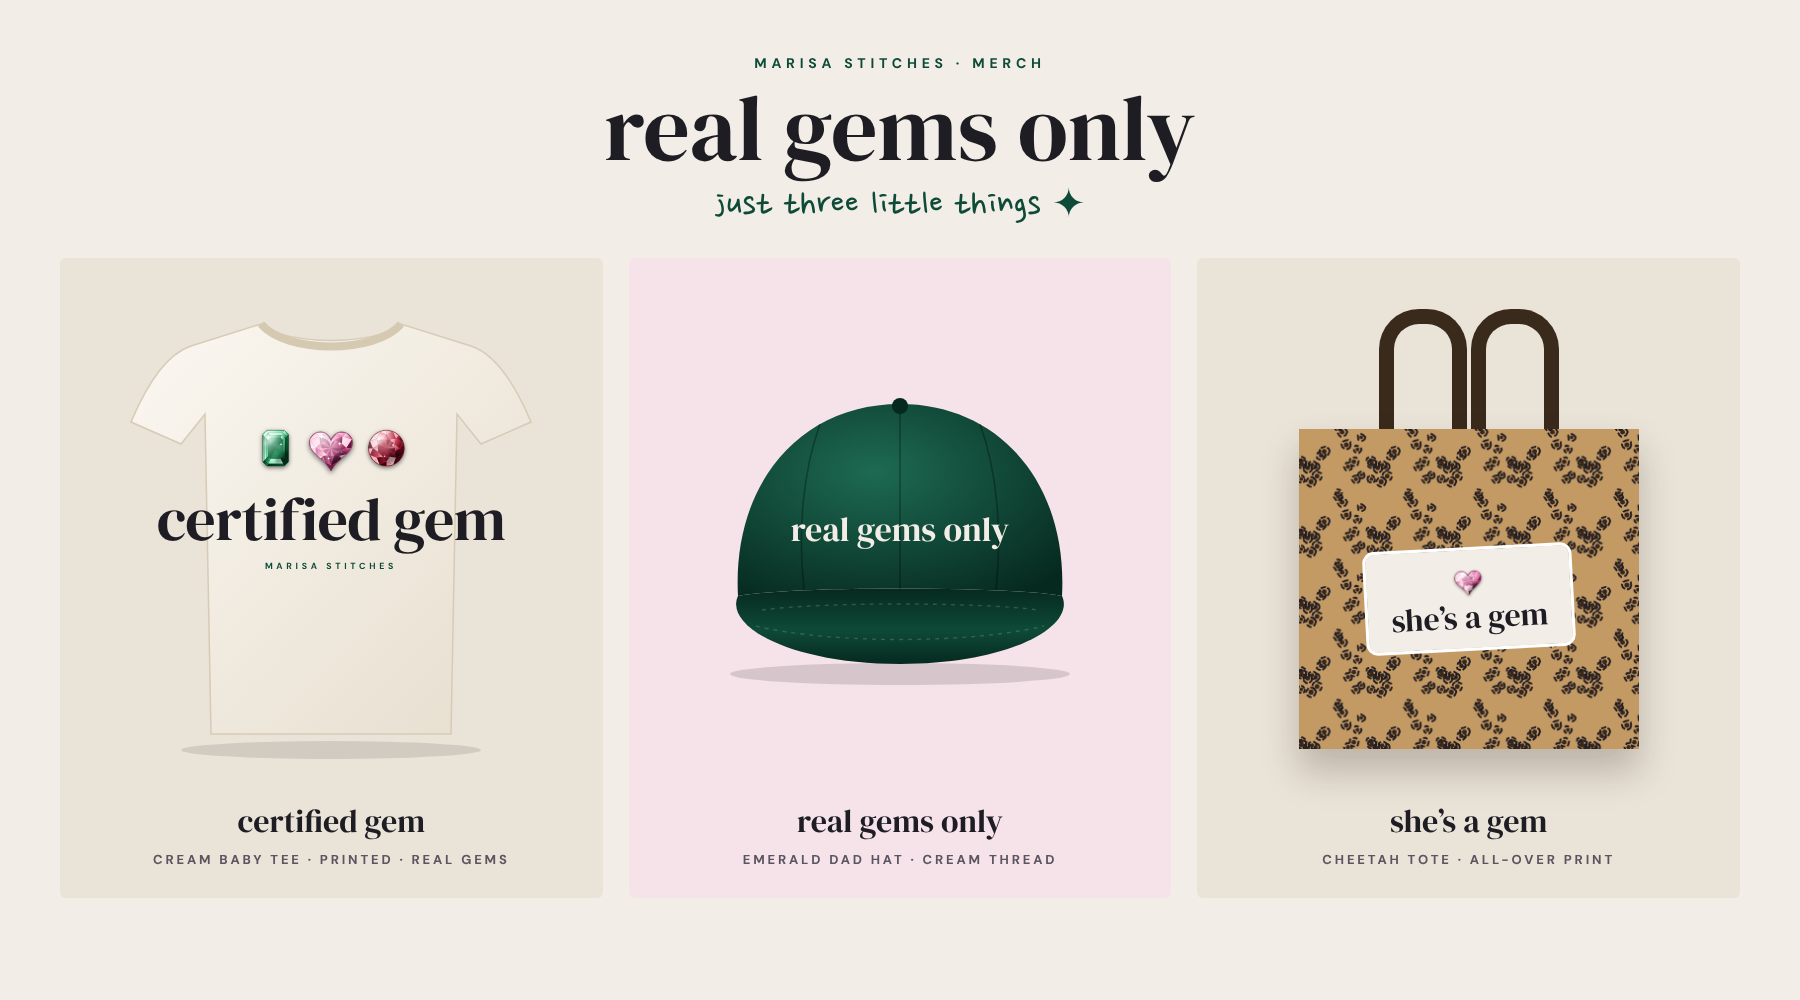 MARISA STITCHES · MERCH
real gems only
just three little things ✦
certified gem
MARISA STITCHES
real gems only
she’s a gem
certified gem
CREAM BABY TEE · PRINTED · REAL GEMS
real gems only
EMERALD DAD HAT · CREAM THREAD
she’s a gem
CHEETAH TOTE · ALL-OVER PRINT